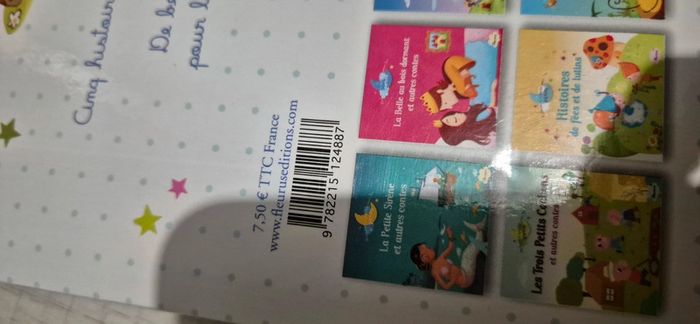 Cinq histoir
De be
pour l
7,50 € TTC France
www.fleuruseditions.com
9 782215 124887
La Belle au bois dormant
et autres contes
Histoires
de fées et de lutins
La Petite Sirène
et autres contes
Les Trois Petits Cochons
et autres contes